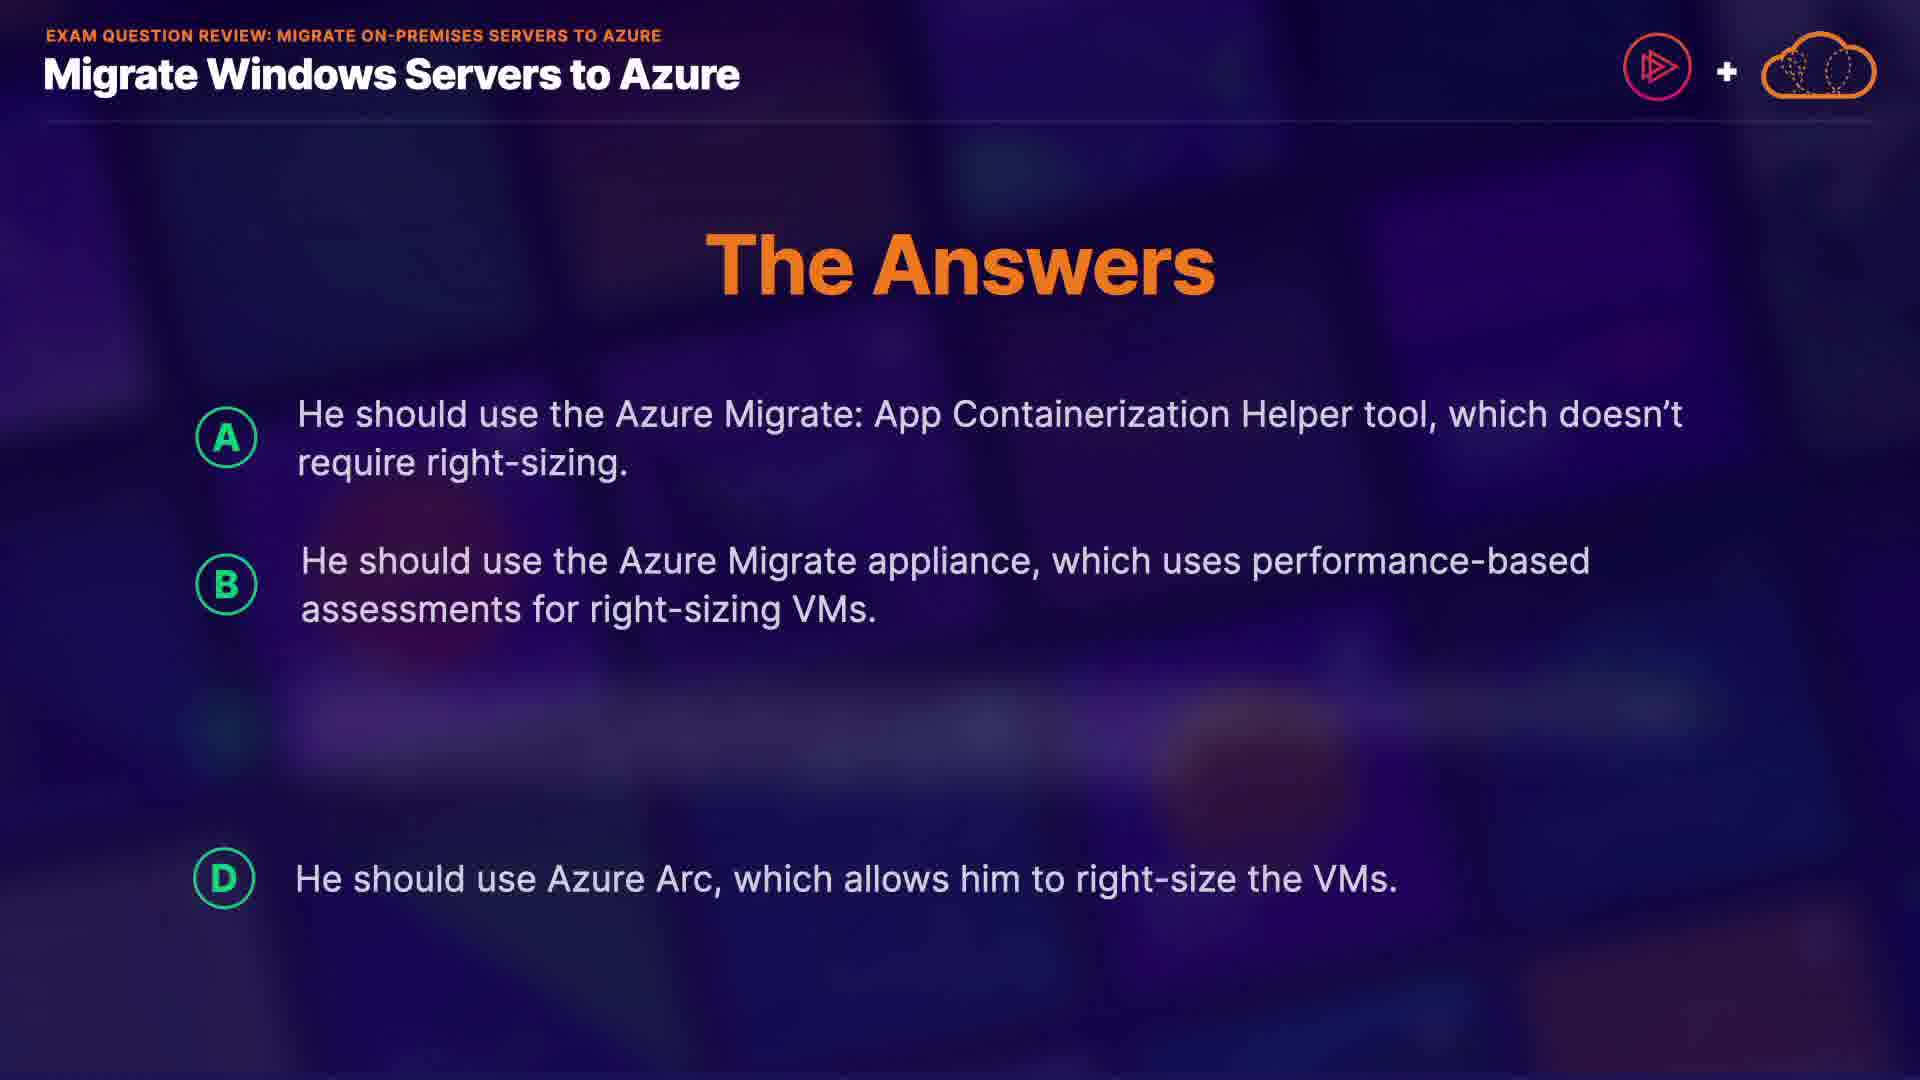 EXAM QUESTION REVIEW: MIGRATE ON-PREMISES SERVERS TO AZURE
Migrate Windows Servers to Azure
+
The Answers
A He should use the Azure Migrate: App Containerization Helper tool, which doesn’t
require right-sizing.
B He should use the Azure Migrate appliance, which uses performance-based
assessments for right-sizing VMs.
D He should use Azure Arc, which allows him to right-size the VMs.